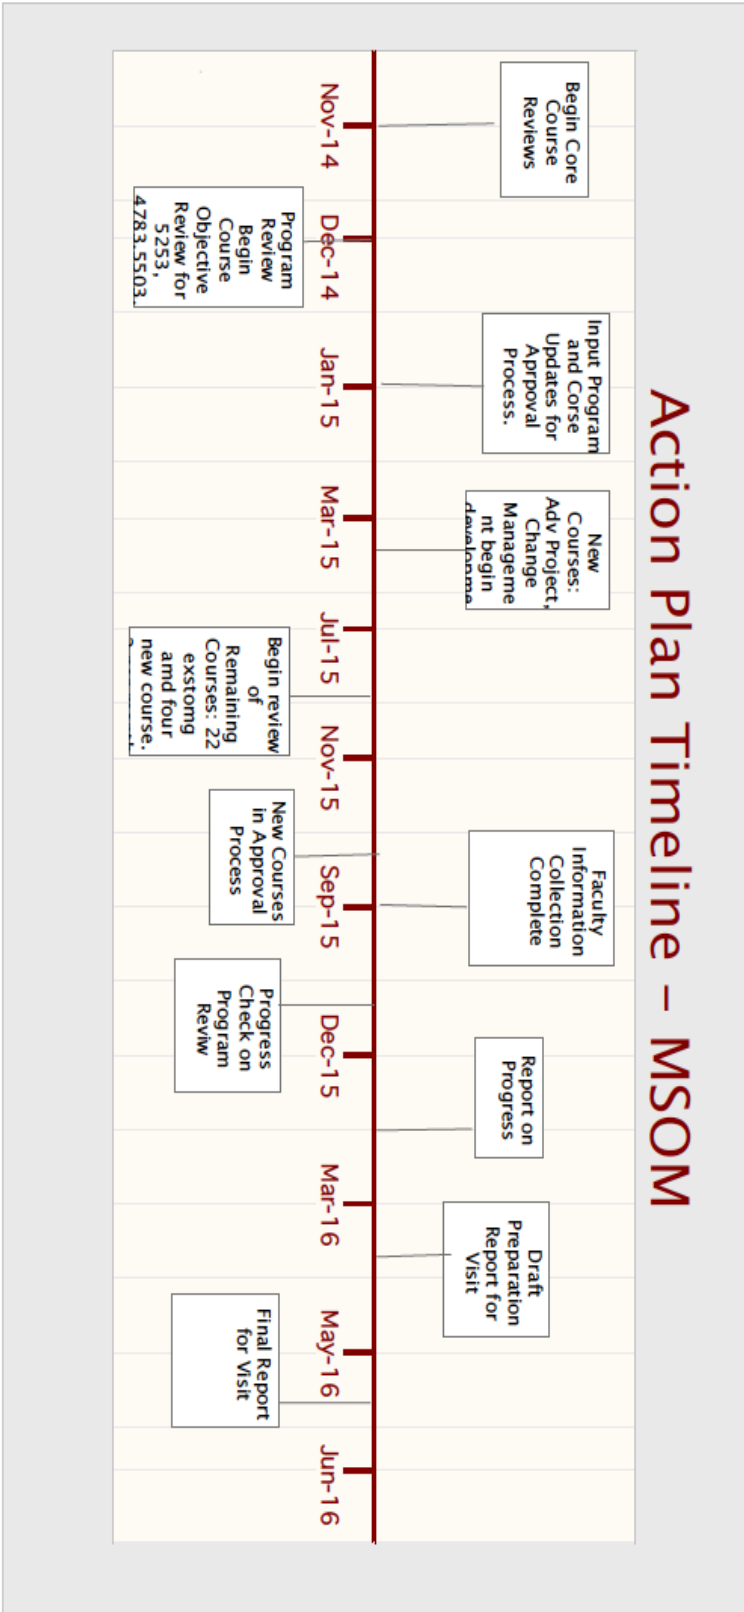 Action Plan Timeline – MSOM
Begin Core
Course
Reviews
Input Program
and Corse
Updates for
Aprpoval
Process.
New
Courses:
Adv Project,
Change
Manageme
nt begin
developme
Faculty
Information
Collection
Complete
Report on
Progress
Draft
Preparation
Report for
Visit
Nov-14
Dec-14
Jan-15
Mar-15
Jul-15
Nov-15
Sep-15
Dec-15
Mar-16
May-16
Jun-16
Program
Review
Begin
Course
Objective
Review for
5253,
4783,5503,
Begin review
of
Remaining
Courses: 22
exstomg
amd four
new course.
New Courses
in Approval
Process
Progress
Check on
Program
Reviw
Final Report
for Visit